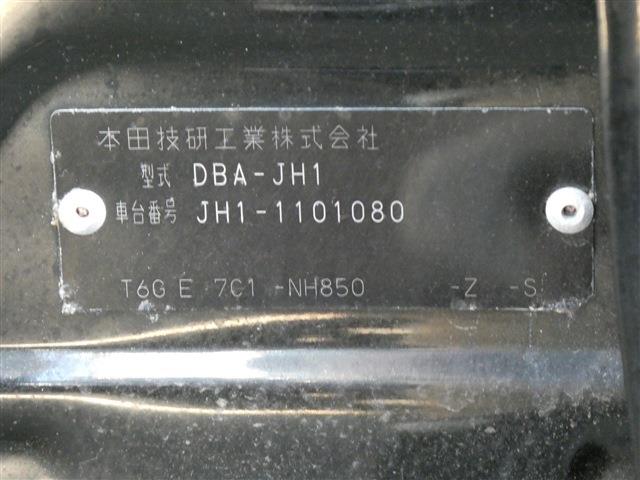 本田技研工業株式会社
型式 DBA-JH1
車台番号 JH1-1101080
T6G E 7C1 -NH850 -Z -S